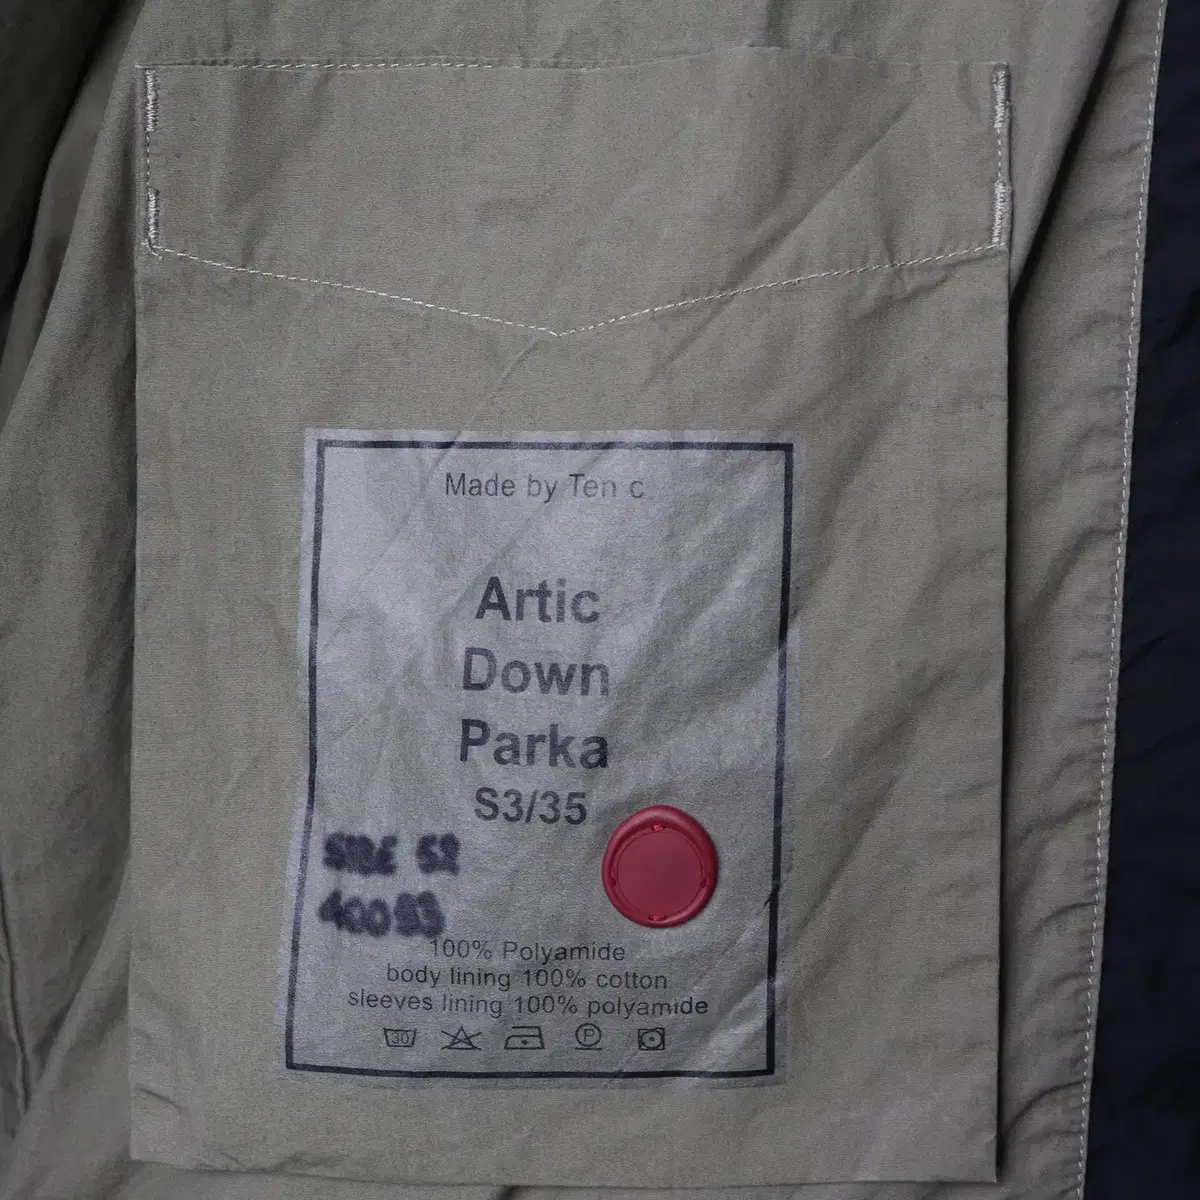 Made by Ten c
Artic
Down
Parka
S3/35
SIZE 52
100% Polyamide
body lining 100% cotton
sleeves lining 100% polyamide
30
P